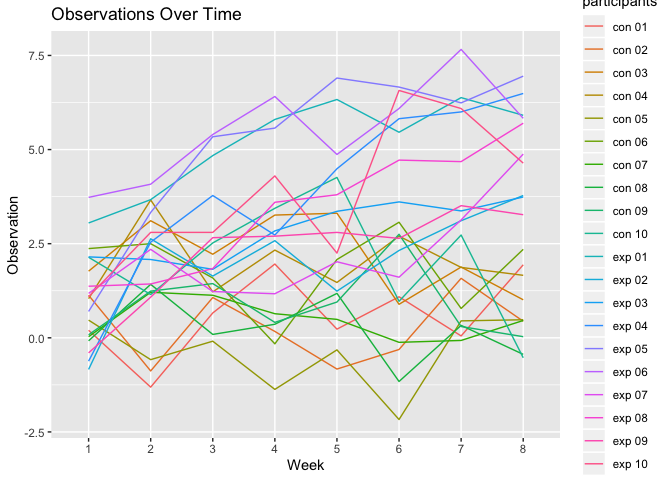 Observations Over Time
participants
7.5
5.0
2.5
0.0
-2.5
Observation
1 2 3 4 5 6 7 8
Week
con 01
con 02
con 03
con 04
con 05
con 06
con 07
con 08
con 09
con 10
exp 01
exp 02
exp 03
exp 04
exp 05
exp 06
exp 07
exp 08
exp 09
exp 10